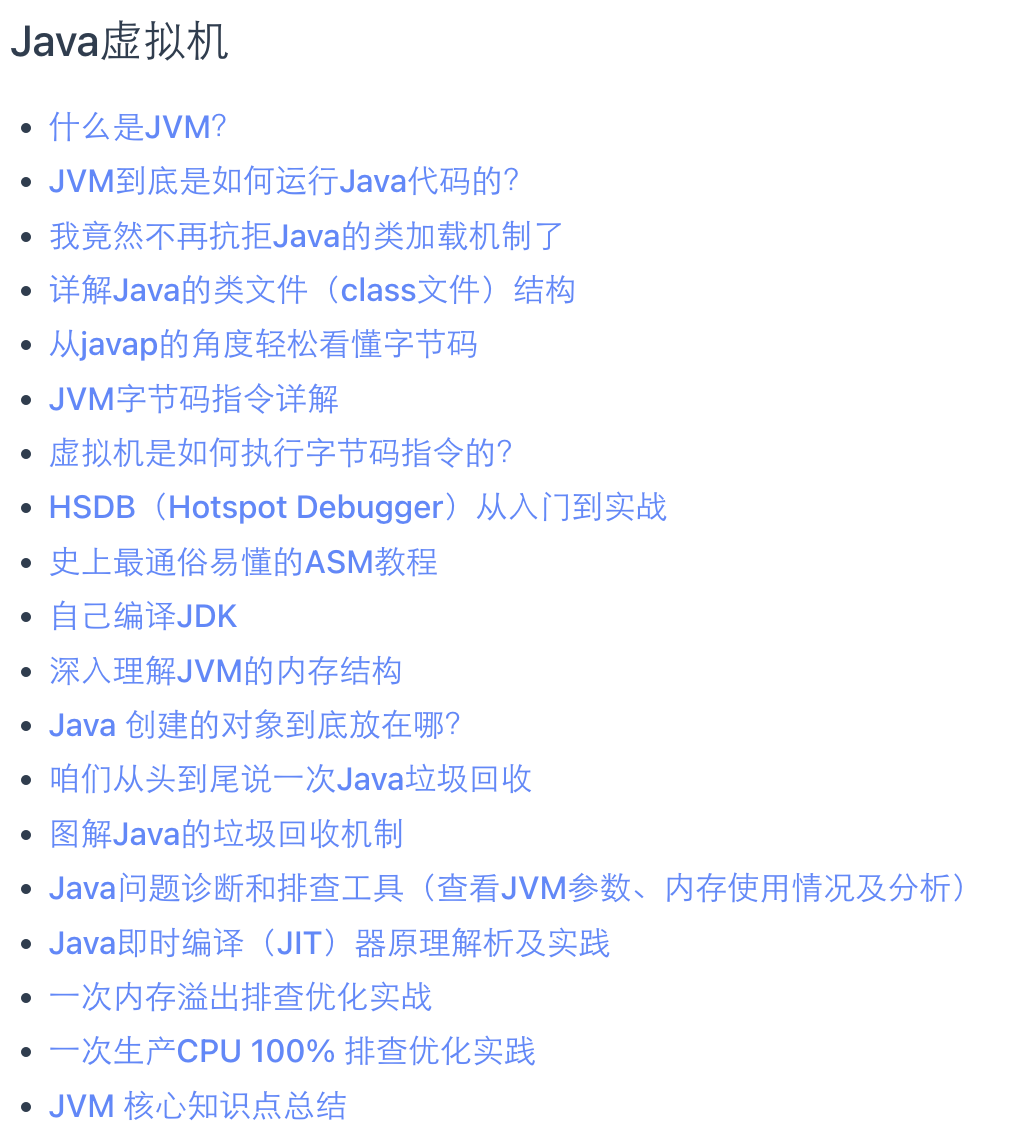 Java虚拟机
什么是JVM?
JVM到底是如何运行Java代码的?
我竟然不再抗拒Java的类加载机制了
详解Java的类文件（class文件）结构
从javap的角度轻松看懂字节码
JVM字节码指令详解
虚拟机是如何执行字节码指令的?
HSDB（Hotspot Debugger）从入门到实战
史上最通俗易懂的ASM教程
自己编译JDK
深入理解JVM的内存结构
Java 创建的对象到底放在哪?
咱们从头到尾说一次Java垃圾回收
图解Java的垃圾回收机制
Java问题诊断和排查工具（查看JVM参数、内存使用情况及分析）
Java即时编译（JIT）器原理解析及实践
一次内存溢出排查优化实战
一次生产CPU 100% 排查优化实践
JVM 核心知识点总结